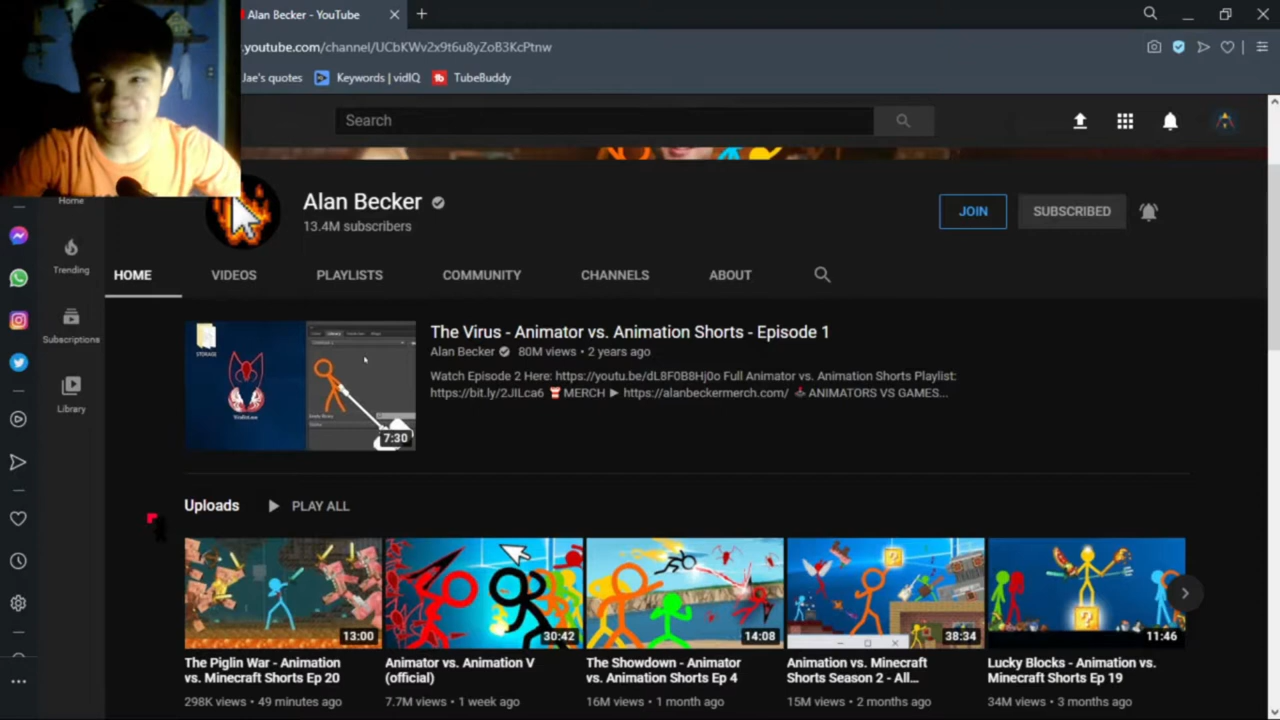 Alan Becker - YouTube
.youtube.com/channel/UCbKWv2x9t6u8yZoB3KcPtnw
Jae's quotes
Keywords | vidIQ
TubeBuddy
Search
Home
Trending
Subscriptions
Library
Alan Becker
13.4M subscribers
JOIN
SUBSCRIBED
HOME
VIDEOS
PLAYLISTS
COMMUNITY
CHANNELS
ABOUT
STORAGE
7:30
The Virus - Animator vs. Animation Shorts - Episode 1
Alan Becker 80M views • 2 years ago
Watch Episode 2 Here: https://youtu.be/dL8F0B8Hj0o Full Animator vs. Animation Shorts Playlist:
https://bit.ly/2JILca6 MERCH ▶ https://alanbeckermerch.com/ ANIMATORS VS GAMES...
Uploads
PLAY ALL
13:00
The Piglin War - Animation
vs. Minecraft Shorts Ep 20
298K views • 49 minutes ago
30:42
Animator vs. Animation V
(official)
7.7M views • 1 week ago
14:08
The Showdown - Animator
vs. Animation Shorts Ep 4
16M views • 1 month ago
38:34
Animation vs. Minecraft
Shorts Season 2 - All...
15M views • 2 months ago
11:46
Lucky Blocks - Animation vs.
Minecraft Shorts Ep 19
34M views • 3 months ago